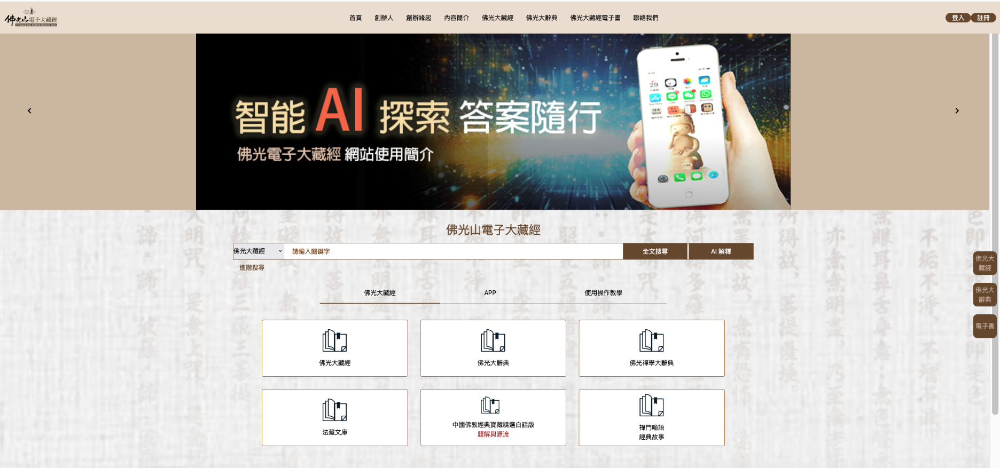 佛光山電子大藏經
Fo Guang Shan Buddhist Electronic Texts
首頁
創辦人
創辦緣起
內容簡介
佛光大藏經
佛光大辭典
佛光大藏經電子書
聯絡我們
登入
註冊
智能 AI 探索 答案隨行
佛光電子大藏經 網站使用簡介
佛光山電子大藏經
佛光大藏經
請輸入關鍵字
全文搜尋
AI 解釋
進階搜尋
佛光大藏經
APP
使用操作教學
佛光大藏經
佛光大辭典
佛光禪學大辭典
法藏文庫
中國佛教經典寶藏精選白話版
題解與源流
禪門喻語
經典故事
佛光大
藏經
佛光大
辭典
電子書